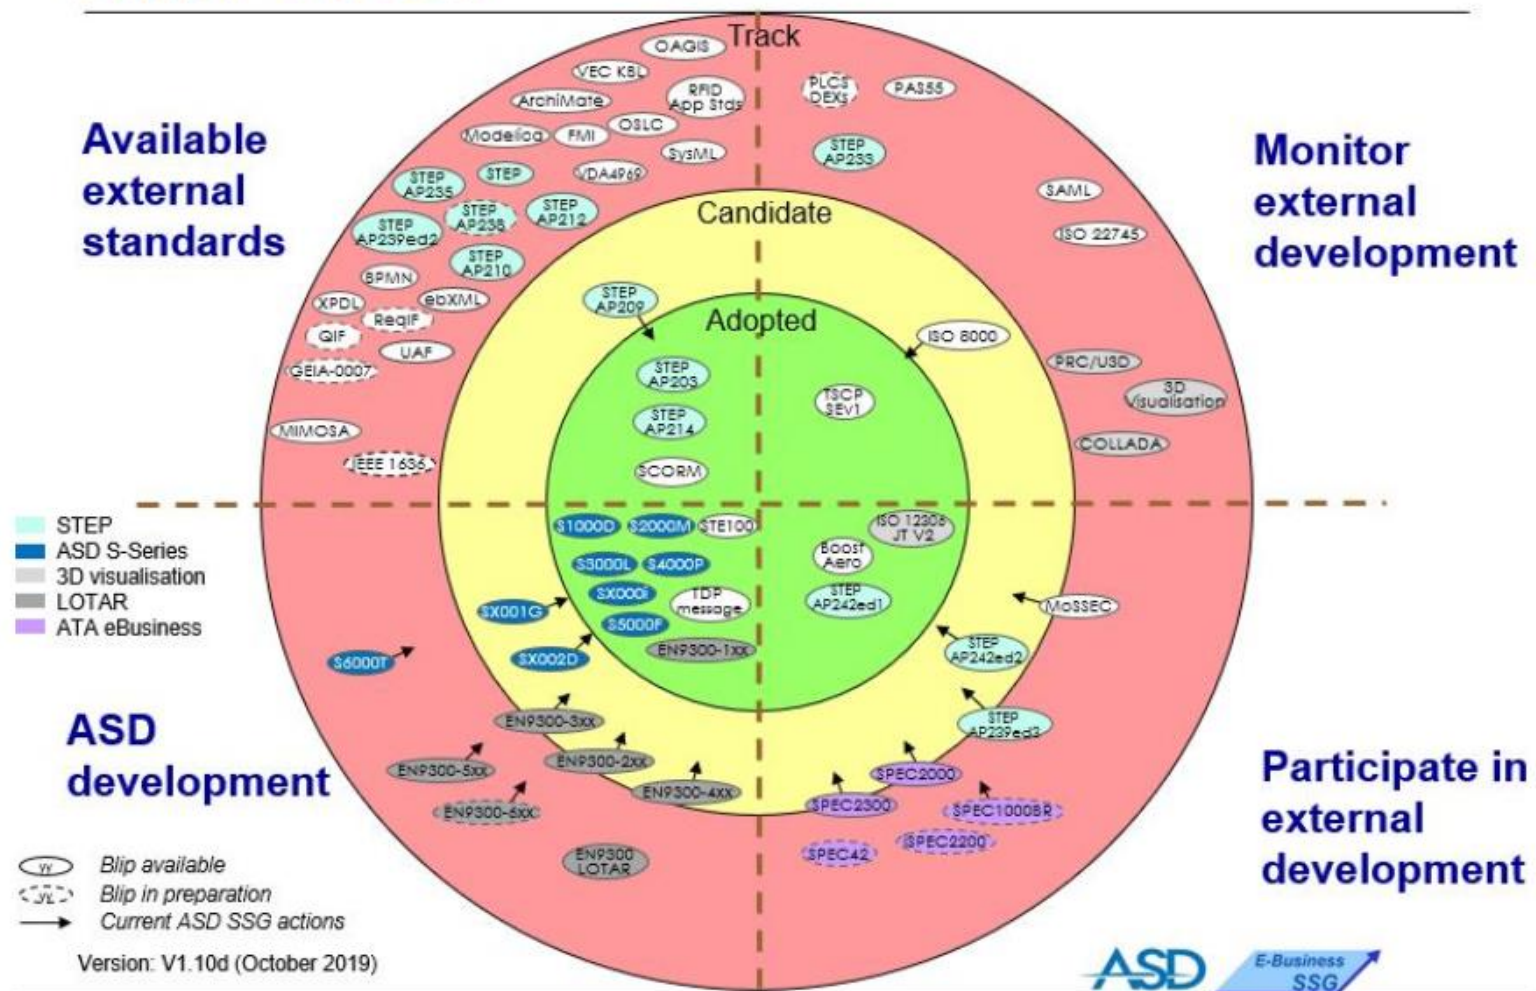 Track
OAGIS
VEC KBL
ArchiMate
RFID
App Stds
Modelica
FMI
OSLC
SysML
VDA4969
STEP
AP235
STEP
STEP
AP239ed2
STEP
AP238
STEP
AP212
STEP
AP210
BPMN
XPDL
ebXML
ReqIF
QIF
UAF
GEIA-0007
MIMOSA
IEEE 1636
Available
external
standards
PLCS
DEXs
PAS55
STEP
AP233
SAML
ISO 22745
PRC/U3D
3D
Visualisation
COLLADA
Monitor
external
development
Candidate
STEP
AP209
ISO 8000
Adopted
STEP
AP203
STEP
AP214
SCORM
TSCP
SEv1
STEP
ASD S-Series
3D visualisation
LOTAR
ATA eBusiness
S1000D
S2000M
STE100
S3000L
S4000P
SX000i
TDP
message
S5000F
EN9300-1xx
SX001G
SX002D
S6000T
EN9300-3xx
EN9300-2xx
EN9300-4xx
EN9300-5xx
EN9300-6xx
EN9300
LOTAR
ASD
development
ISO 12306
JT V2
Boost
Aero
STEP
AP242ed1
MoSSEC
STEP
AP242ed2
STEP
AP239ed3
SPEC2000
SPEC2300
SPEC1000BR
iSPEC2200
SPEC42
Participate in
external
development
yy Blip available
yy Blip in preparation
Current ASD SSG actions
Version: V1.10d (October 2019)
ASD
E-Business
SSG